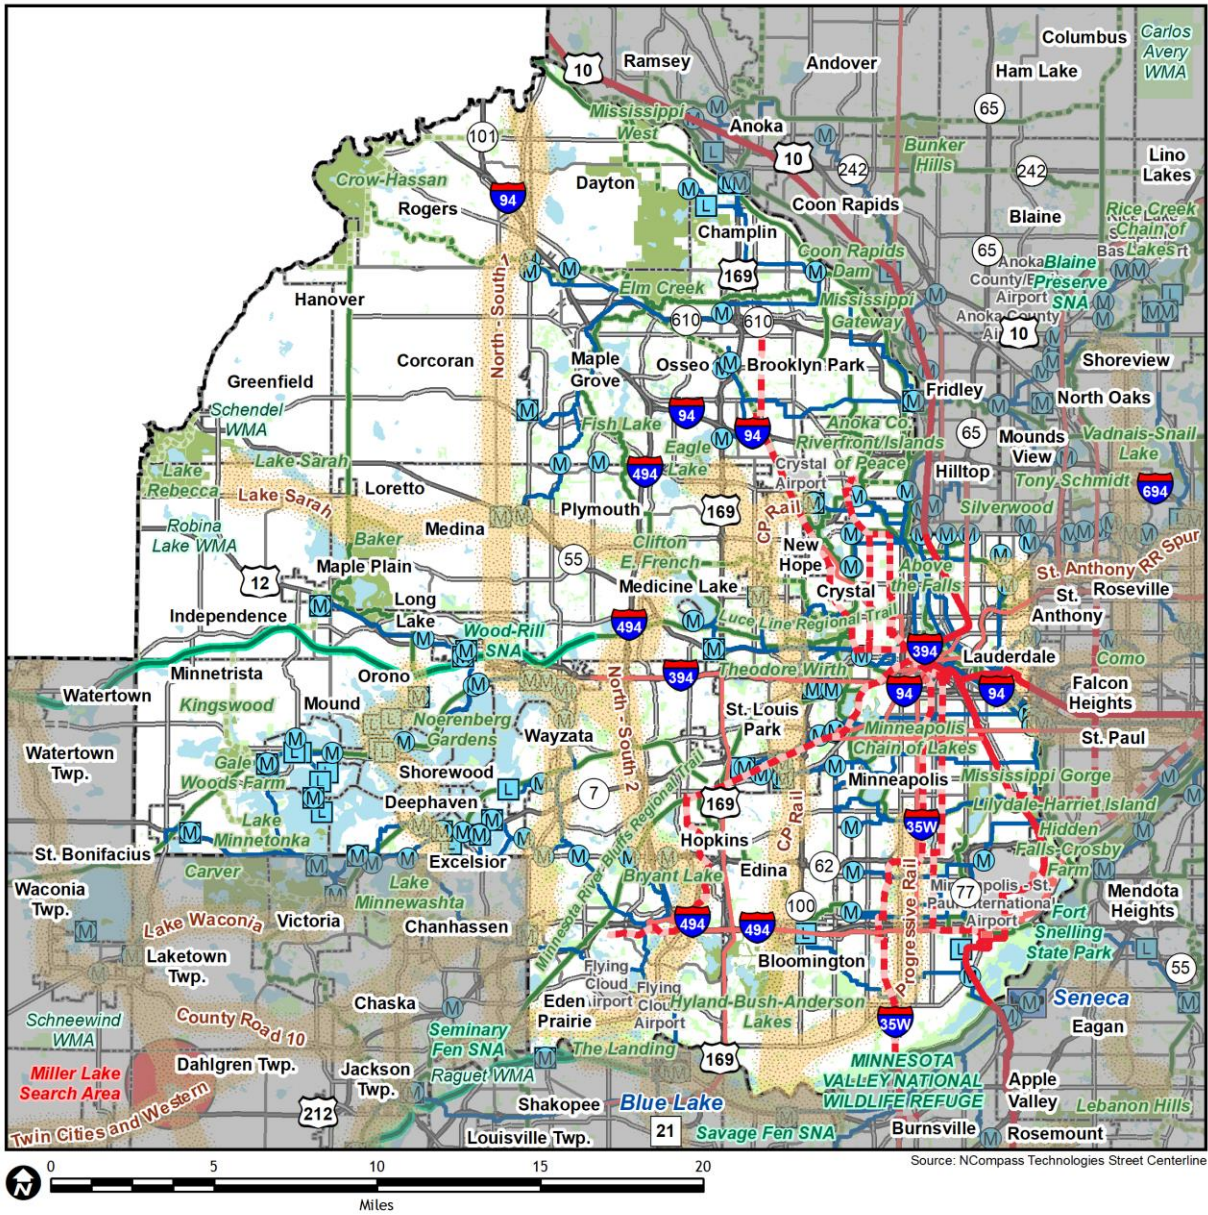 Columbus
Carlos
Avery
WMA
Ramsey
Andover
10
Ham Lake
65
Mississippi
West
Anoka
101
M
L
10
242
Bunker
Hills
242
Lino
Lakes
Crow-Hassan
Dayton
94
Rogers
Champlin
Coon Rapids
Blaine
Rice Creek
Chain of
Lakes
65
Coon Rapids
Dam
169
Anoka
County/
Airport
Blaine
Preserve
SNA
Hanover
Elm Creek
Mississippi
Gateway
610
610
10
North - South 1
Corcoran
Maple
Grove
Osseo
Brooklyn Park
Shoreview
Greenfield
Fridley
North Oaks
Schendel
WMA
94
94
Fish Lake
Anoka Co.
Riverfront/Islands
of Peace
65
Mounds
View
Vadnais-Snail
Lake
Eagle
Lake
Crystal
Airport
Hilltop
Tony Schmidt
694
Lake
Rebecca
Lake Sarah
494
Lake Sarah
Loretto
Plymouth
169
Silverwood
Medina
CP Rail
Robina
Lake WMA
Baker
55
Clifton
E. French
New
Hope
Above
the Falls
St. Anthony RR Spur
12
Maple Plain
Medicine Lake
Crystal
Roseville
Independence
Long
Lake
494
Luce Line Regional Trail
St.
Anthony
Wood-Rill
SNA
394
Lauderdale
Como
Minnetrista
Orono
394
Theodore Wirth
94
94
Falcon
Heights
Watertown
Kingswood
Mound
Noerenberg
Gardens
North - South 2
St. Louis
Park
Minneapolis
Chain of Lakes
St. Paul
Watertown
Twp.
Wayzata
Gale
Woods Farm
Shorewood
7
Minneapolis
Mississippi Gorge
Deephaven
169
35W
Lilydale-Harriet Island
Lake
Minnetonka
Hopkins
CP Rail
Hidden
Falls-Crosby
Farm
St. Bonifacius
Excelsior
Minnesota River Bluffs Regional Trail
Edina
62
Carver
Bryant Lake
Progressive Rail
Waconia
Twp.
Lake
Minnewashta
100
77
Mendota
Heights
Lake Waconia
Victoria
Chanhassen
494
494
Airport
Fort
Snelling
State Park
Laketown
Twp.
Bloomington
55
Flying
Cloud
Airport
Flying
Cloud
Airport
Seneca
Chaska
Eden
Prairie
Hyland-Bush-Anderson
Lakes
35W
Eagan
Schneewind
WMA
County Road 10
Seminary
Fen SNA
The Landing
169
Miller Lake
Search Area
Dahlgren Twp.
Jackson
Twp.
Raguet WMA
MINNESOTA
VALLEY NATIONAL
WILDLIFE REFUGE
Apple
Valley
Lebanon Hills
Twin Cities and Western
212
Shakopee
Blue Lake
21
Louisville Twp.
Savage Fen SNA
Burnsville
Rosemount
Source: NCompass Technologies Street Centerline
N
0 5 10 15 20
Miles